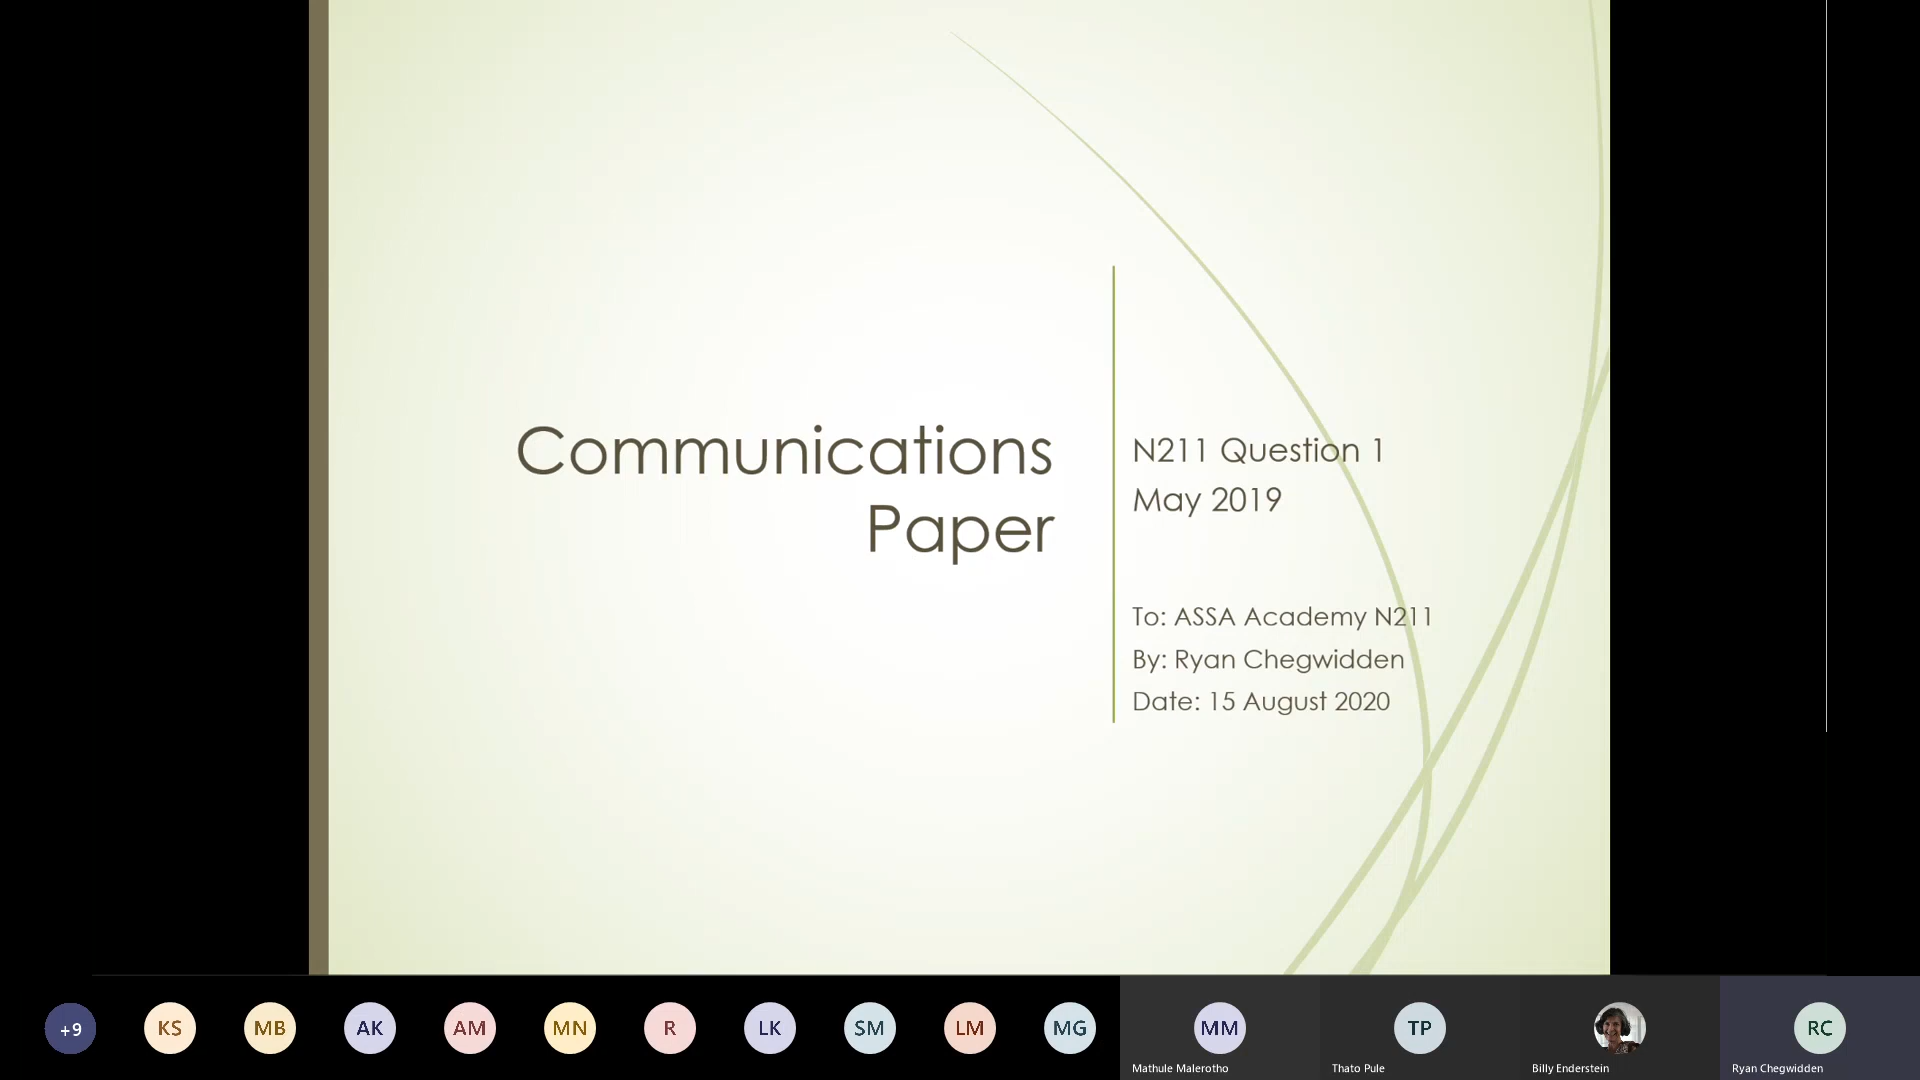 Communications
Paper
N211 Question 1
May 2019
To: ASSA Academy N211
By: Ryan Chegwidden
Date: 15 August 2020
+9
KS
MB
AK
AM
MN
R
LK
SM
LM
MG
MM
Mathule Malerotho
TP
Thato Pule
Billy Enderstein
RC
Ryan Chegwidden